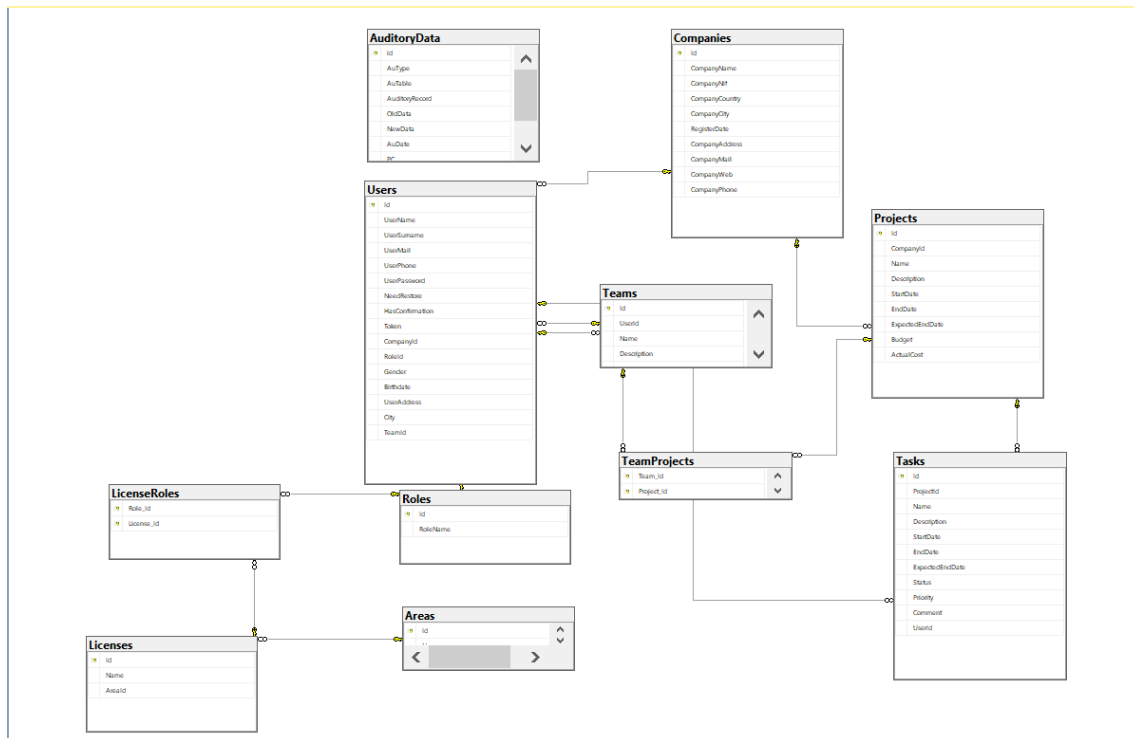 AuditoryData
Id
AuType
AuTable
AuditoryRecord
OldData
NewData
AuDate
PC
Companies
Id
CompanyName
CompanyNif
CompanyCountry
CompanyCity
RegisterDate
CompanyAddress
CompanyMail
CompanyWeb
CompanyPhone
Users
Id
UserName
UserSurname
UserMail
UserPhone
UserPassword
NeedRestore
HasConfirmation
Token
CompanyId
RoleId
Gender
Birthdate
UserAddress
City
TeamId
Projects
Id
CompanyId
Name
Description
StartDate
EndDate
ExpectedEndDate
Budget
ActualCost
Teams
Id
UserId
Name
Description
TeamProjects
Team_Id
Project_Id
Tasks
Id
ProjectId
Name
Description
StartDate
EndDate
ExpectedEndDate
Status
Priority
Comment
UserId
LicenseRoles
Role_Id
License_Id
Roles
Id
RoleName
Areas
Id
Licenses
Id
Name
AreaId